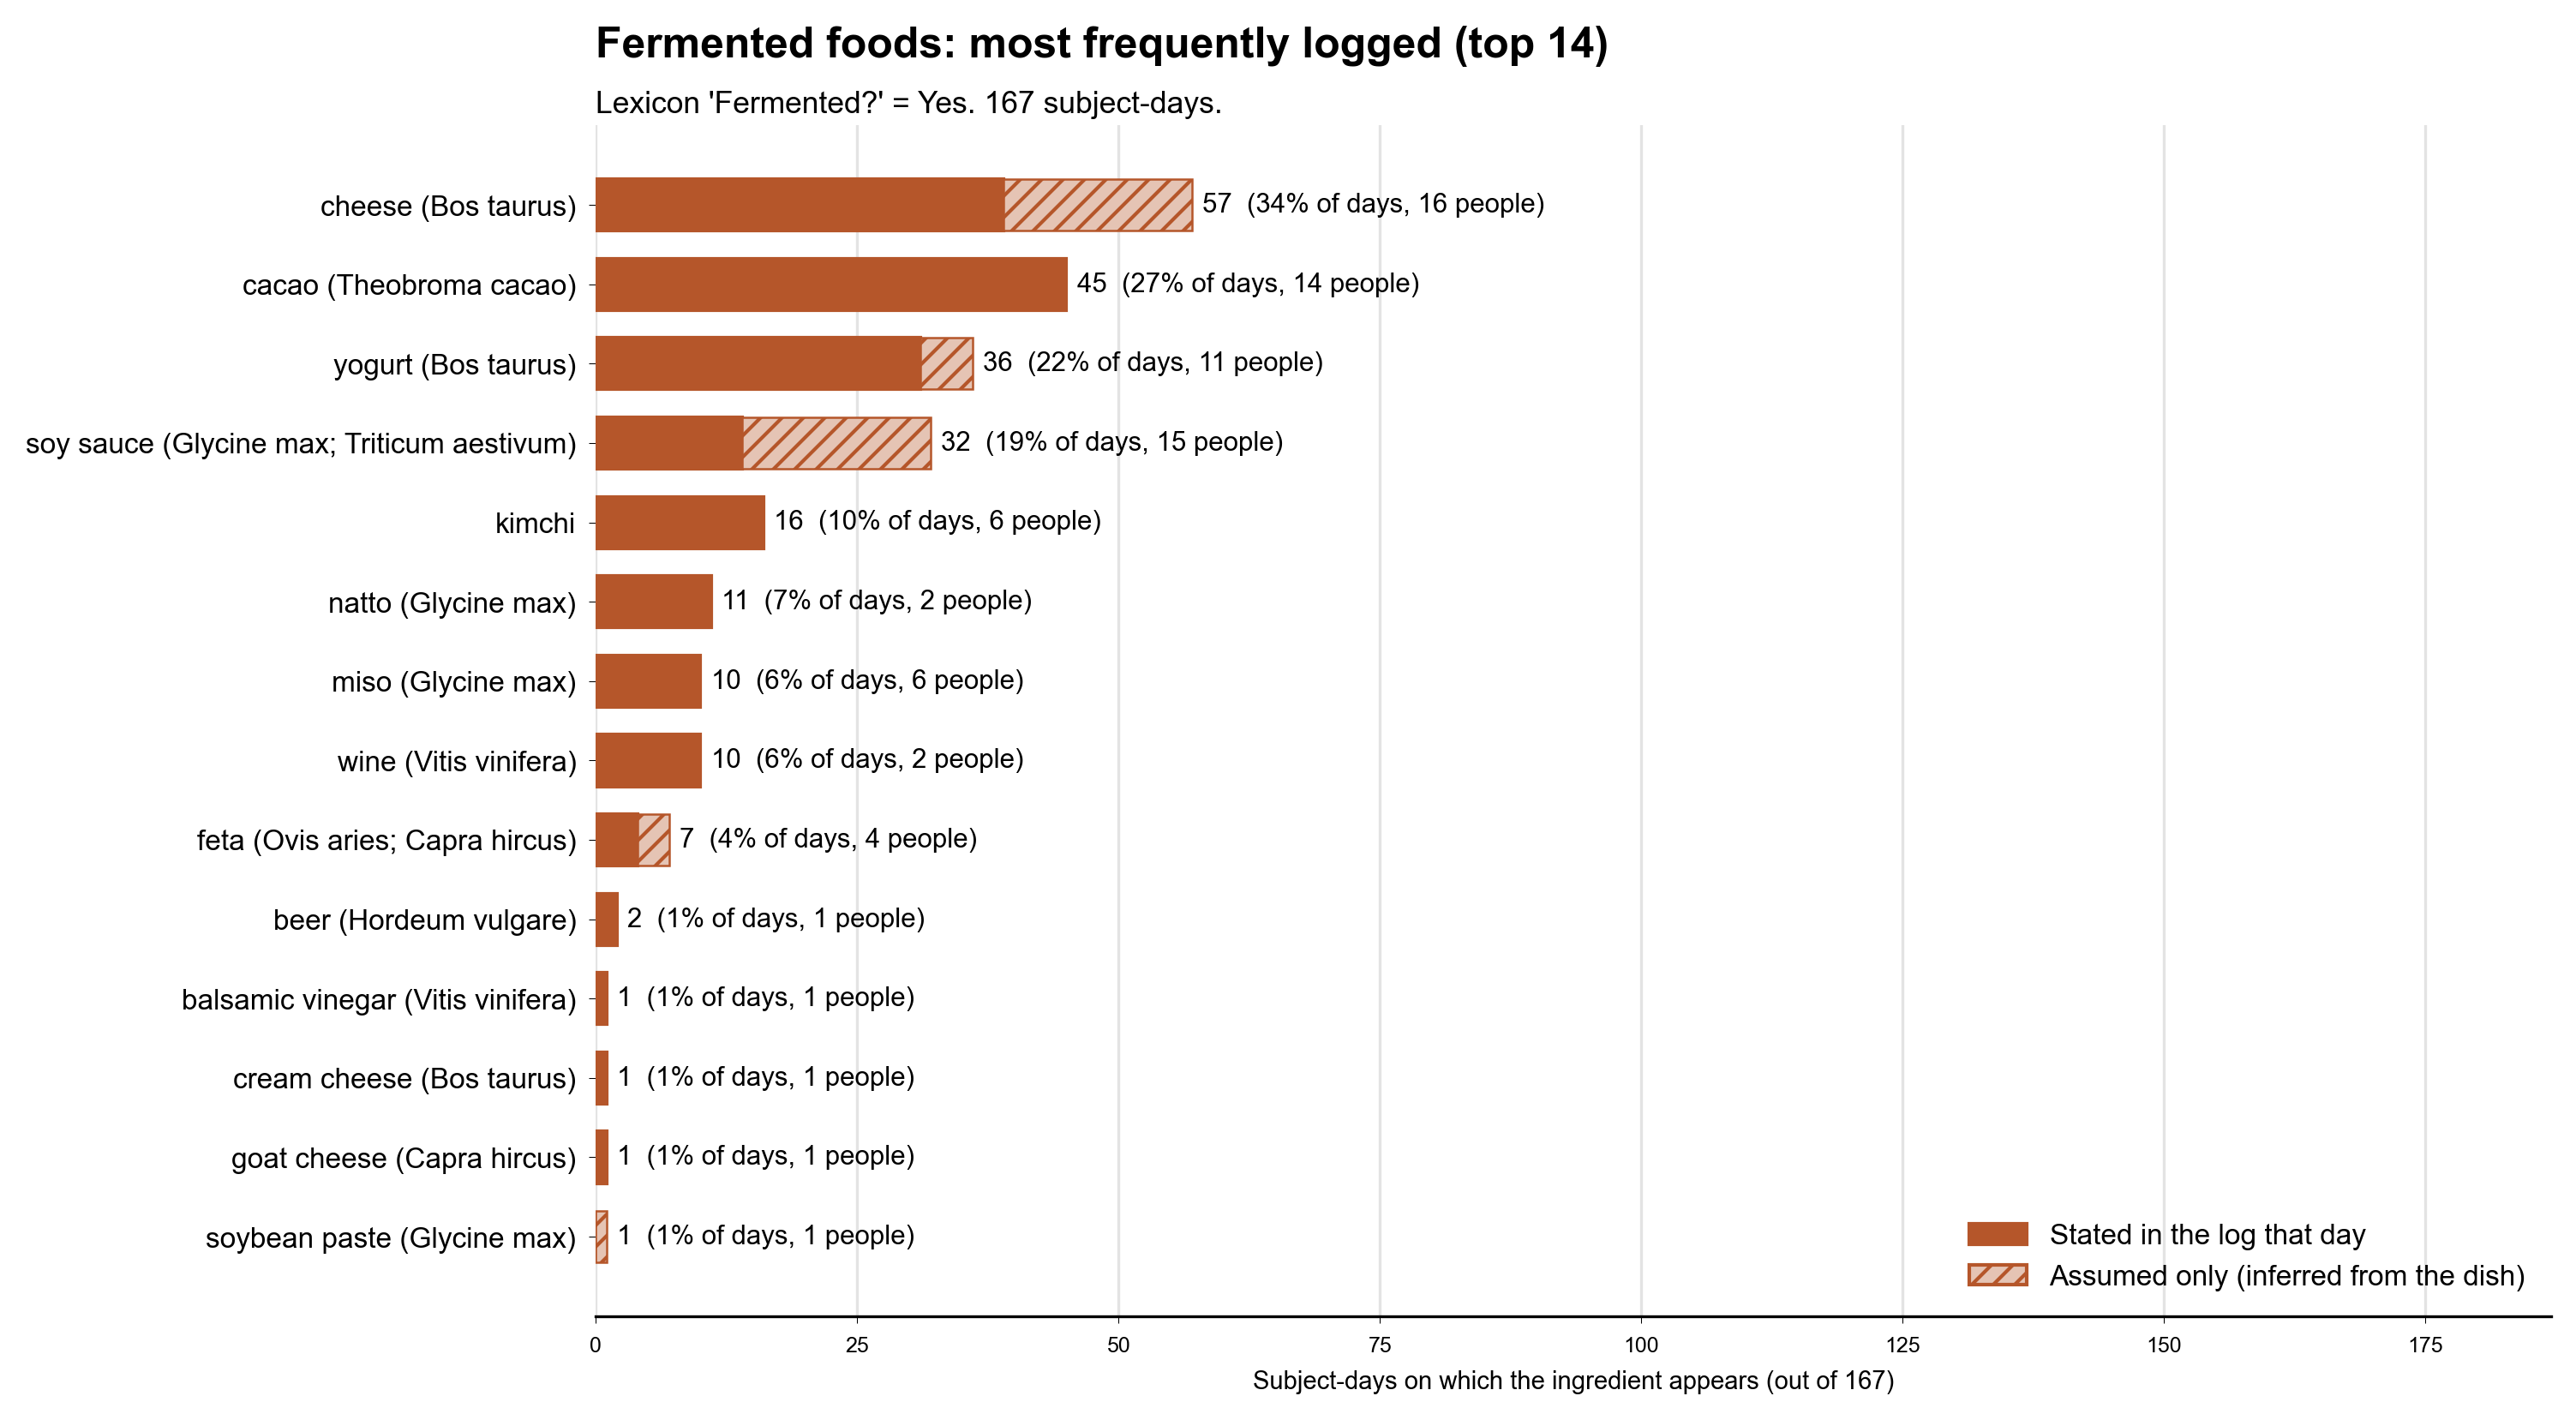 Fermented foods: most frequently logged (top 14)
Lexicon 'Fermented?' = Yes. 167 subject-days.
cheese (Bos taurus) 57 (34% of days, 16 people)
cacao (Theobroma cacao) 45 (27% of days, 14 people)
yogurt (Bos taurus) 36 (22% of days, 11 people)
soy sauce (Glycine max; Triticum aestivum) 32 (19% of days, 15 people)
kimchi 16 (10% of days, 6 people)
natto (Glycine max) 11 (7% of days, 2 people)
miso (Glycine max) 10 (6% of days, 6 people)
wine (Vitis vinifera) 10 (6% of days, 2 people)
feta (Ovis aries; Capra hircus) 7 (4% of days, 4 people)
beer (Hordeum vulgare) 2 (1% of days, 1 people)
balsamic vinegar (Vitis vinifera) 1 (1% of days, 1 people)
cream cheese (Bos taurus) 1 (1% of days, 1 people)
goat cheese (Capra hircus) 1 (1% of days, 1 people)
soybean paste (Glycine max) 1 (1% of days, 1 people)
Stated in the log that day
Assumed only (inferred from the dish)
0 25 50 75 100 125 150 175
Subject-days on which the ingredient appears (out of 167)